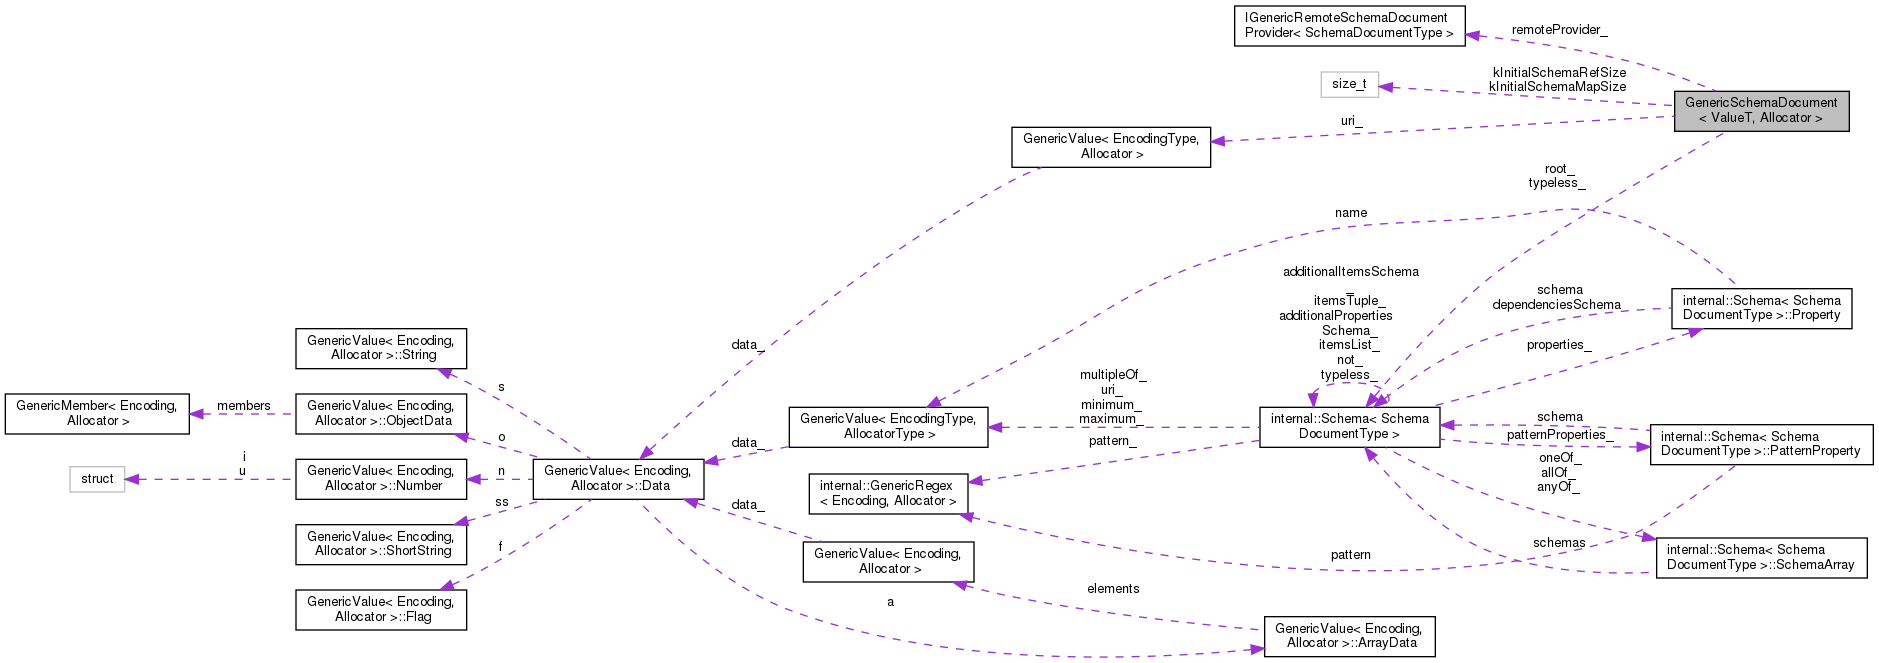 IGenericRemoteSchemaDocument
Provider< SchemaDocumentType >
remoteProvider_
size_t
kInitialSchemaRefSize
kInitialSchemaMapSize
GenericSchemaDocument
< ValueT, Allocator >
uri_
GenericValue< EncodingType,
Allocator >
root_
typeless_
name
additionalItemsSchema
_
itemsTuple_
additionalProperties
Schema_
itemsList_
not_
typeless_
schema
dependenciesSchema
internal::Schema< Schema
DocumentType >::Property
properties_
data_
GenericValue< Encoding,
Allocator >::String
s
GenericMember< Encoding,
Allocator >
members
GenericValue< Encoding,
Allocator >::ObjectData
o
multipleOf_
uri_
minimum_
maximum_
GenericValue< EncodingType,
AllocatorType >
data_
internal::Schema< Schema
DocumentType >
pattern_
schema
patternProperties_
internal::Schema< Schema
DocumentType >::PatternProperty
oneOf_
allOf_
anyOf_
struct
i
u
GenericValue< Encoding,
Allocator >::Number
n
GenericValue< Encoding,
Allocator >::Data
internal::GenericRegex
< Encoding, Allocator >
ss
data_
GenericValue< Encoding,
Allocator >::ShortString
f
GenericValue< Encoding,
Allocator >
pattern
schemas
internal::Schema< Schema
DocumentType >::SchemaArray
GenericValue< Encoding,
Allocator >::Flag
a
elements
GenericValue< Encoding,
Allocator >::ArrayData